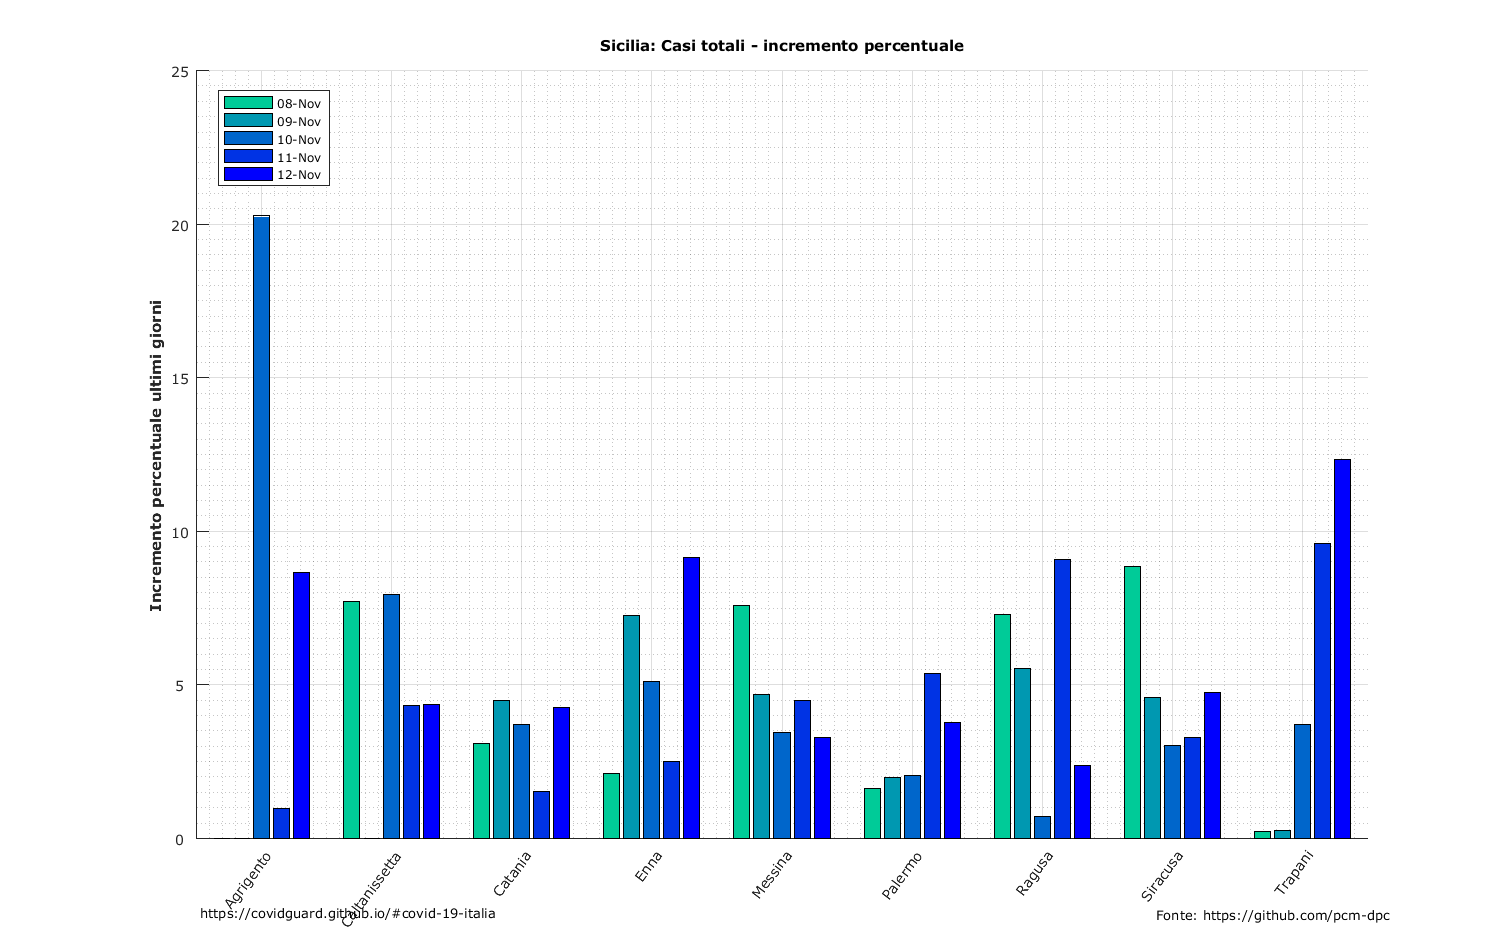 Sicilia: Casi totali - incremento percentuale
Incremento percentuale ultimi giorni
25
20
15
10
5
0
08-Nov
09-Nov
10-Nov
11-Nov
12-Nov
Agrigento
Caltanissetta
Catania
Enna
Messina
Palermo
Ragusa
Siracusa
Trapani
https://covidguard.github.io/#covid-19-italia
Fonte: https://github.com/pcm-dpc